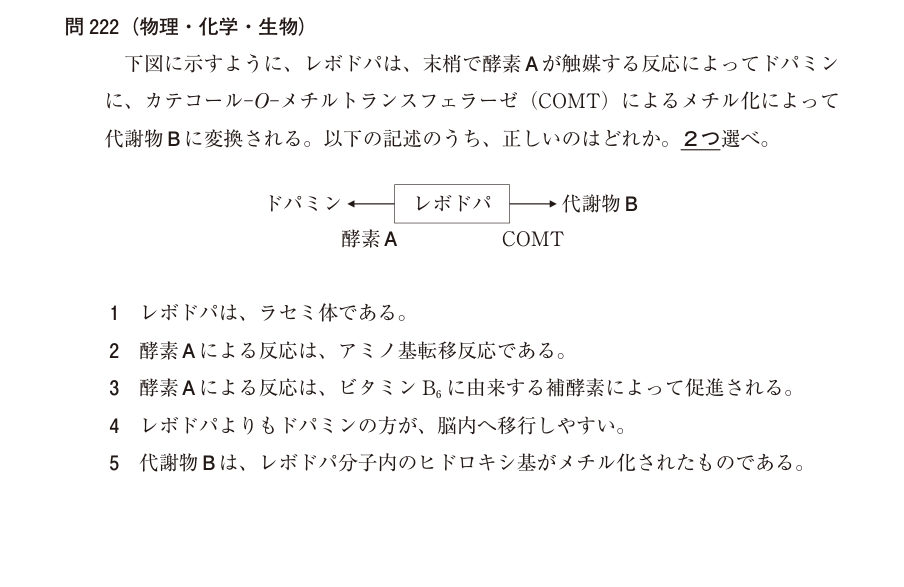 問 222（物理・化学・生物）
下図に示すように、レボドパは、末梢で酵素Aが触媒する反応によってドパミン
に、カテコール-O-メチルトランスフェラーゼ（COMT）によるメチル化によって
代謝物Bに変換される。以下の記述のうち、正しいのはどれか。2つ選べ。
ドパミン レボドパ 代謝物B
酵素A COMT
1 レボドパは、ラセミ体である。
2 酵素Aによる反応は、アミノ基転移反応である。
3 酵素Aによる反応は、ビタミン B₆ に由来する補酵素によって促進される。
4 レボドパよりもドパミンの方が、脳内へ移行しやすい。
5 代謝物Bは、レボドパ分子内のヒドロキシ基がメチル化されたものである。